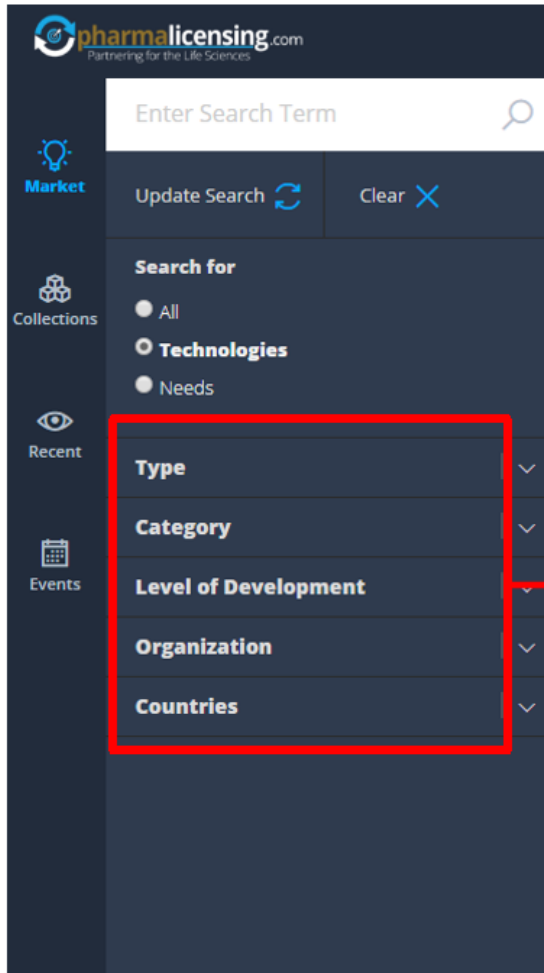 pharmalicensing.com
Partnering for the Life Sciences
Enter Search Term
Market
Update Search
Clear
Search for
All
Technologies
Needs
Collections
Recent
Events
Type
Category
Level of Development
Organization
Countries